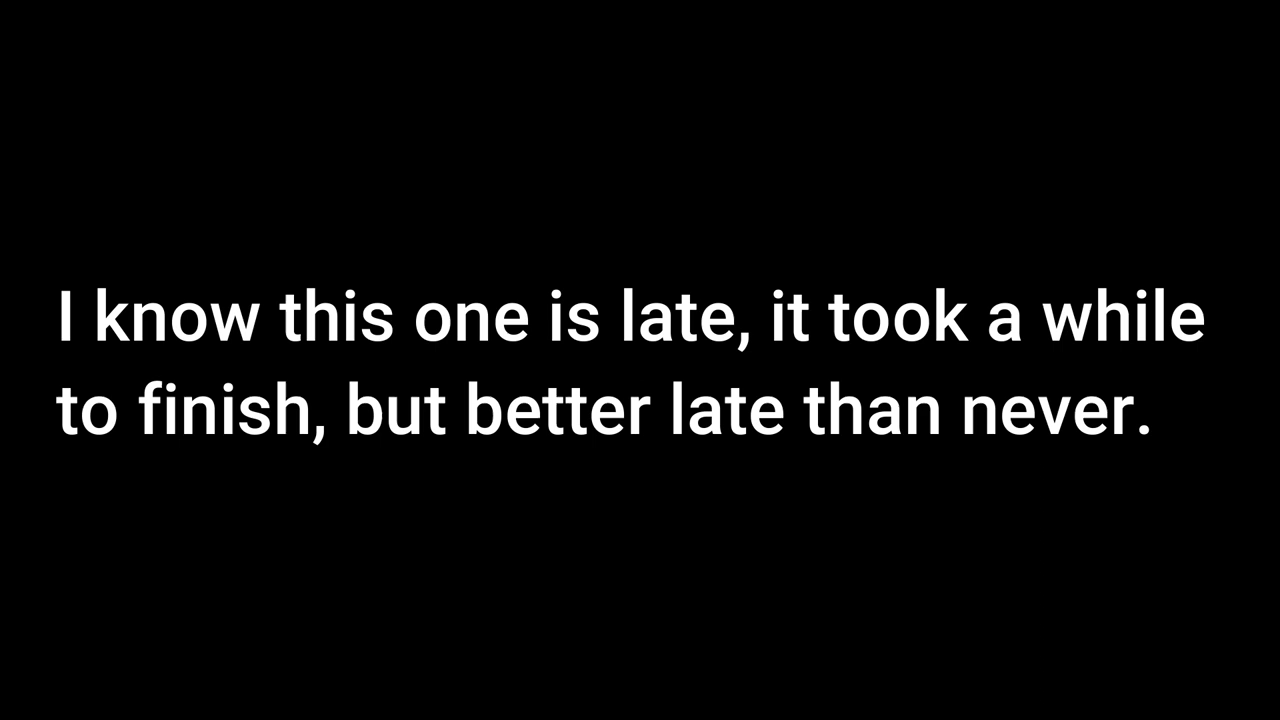 I know this one is late, it took a while
to finish, but better late than never.